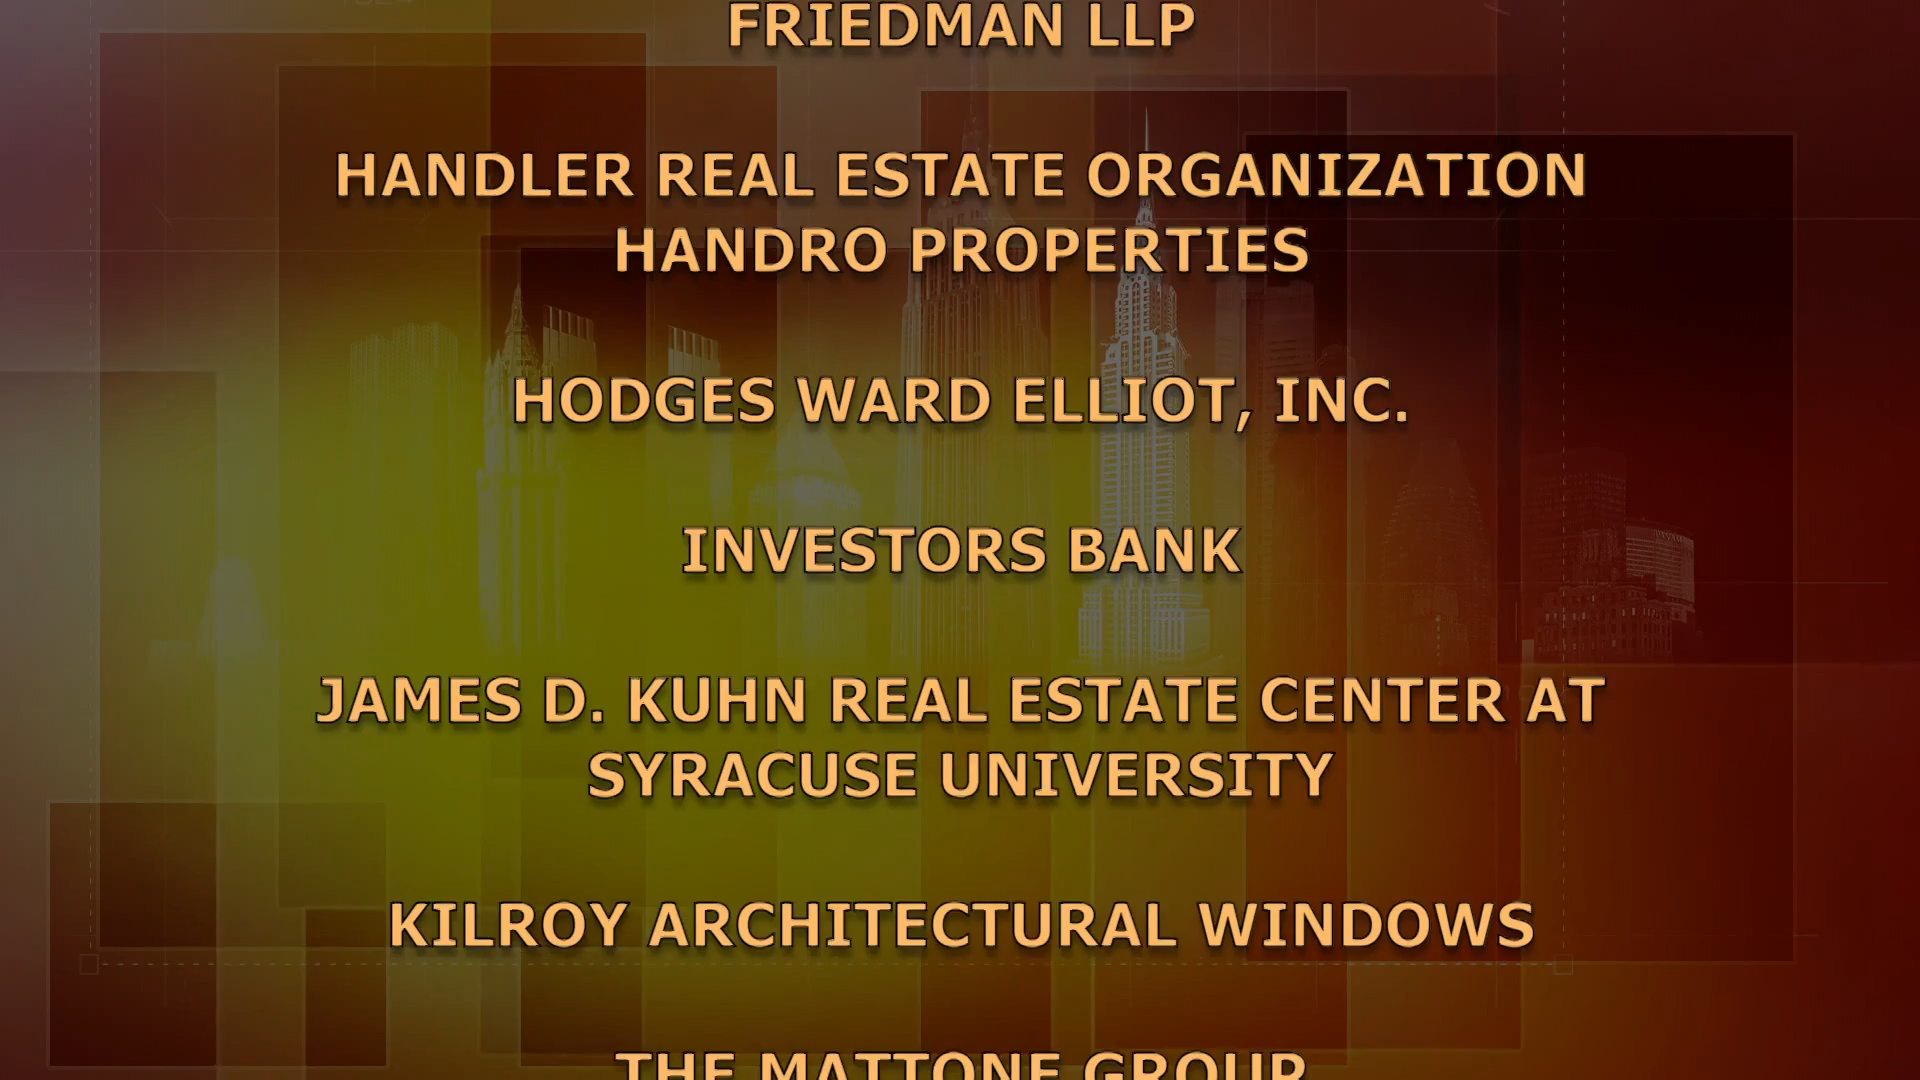 FRIEDMAN LLP
HANDLER REAL ESTATE ORGANIZATION
HANDRO PROPERTIES
HODGES WARD ELLIOT, INC.
INVESTORS BANK
JAMES D. KUHN REAL ESTATE CENTER AT
SYRACUSE UNIVERSITY
KILROY ARCHITECTURAL WINDOWS
THE MATTONE GROUP